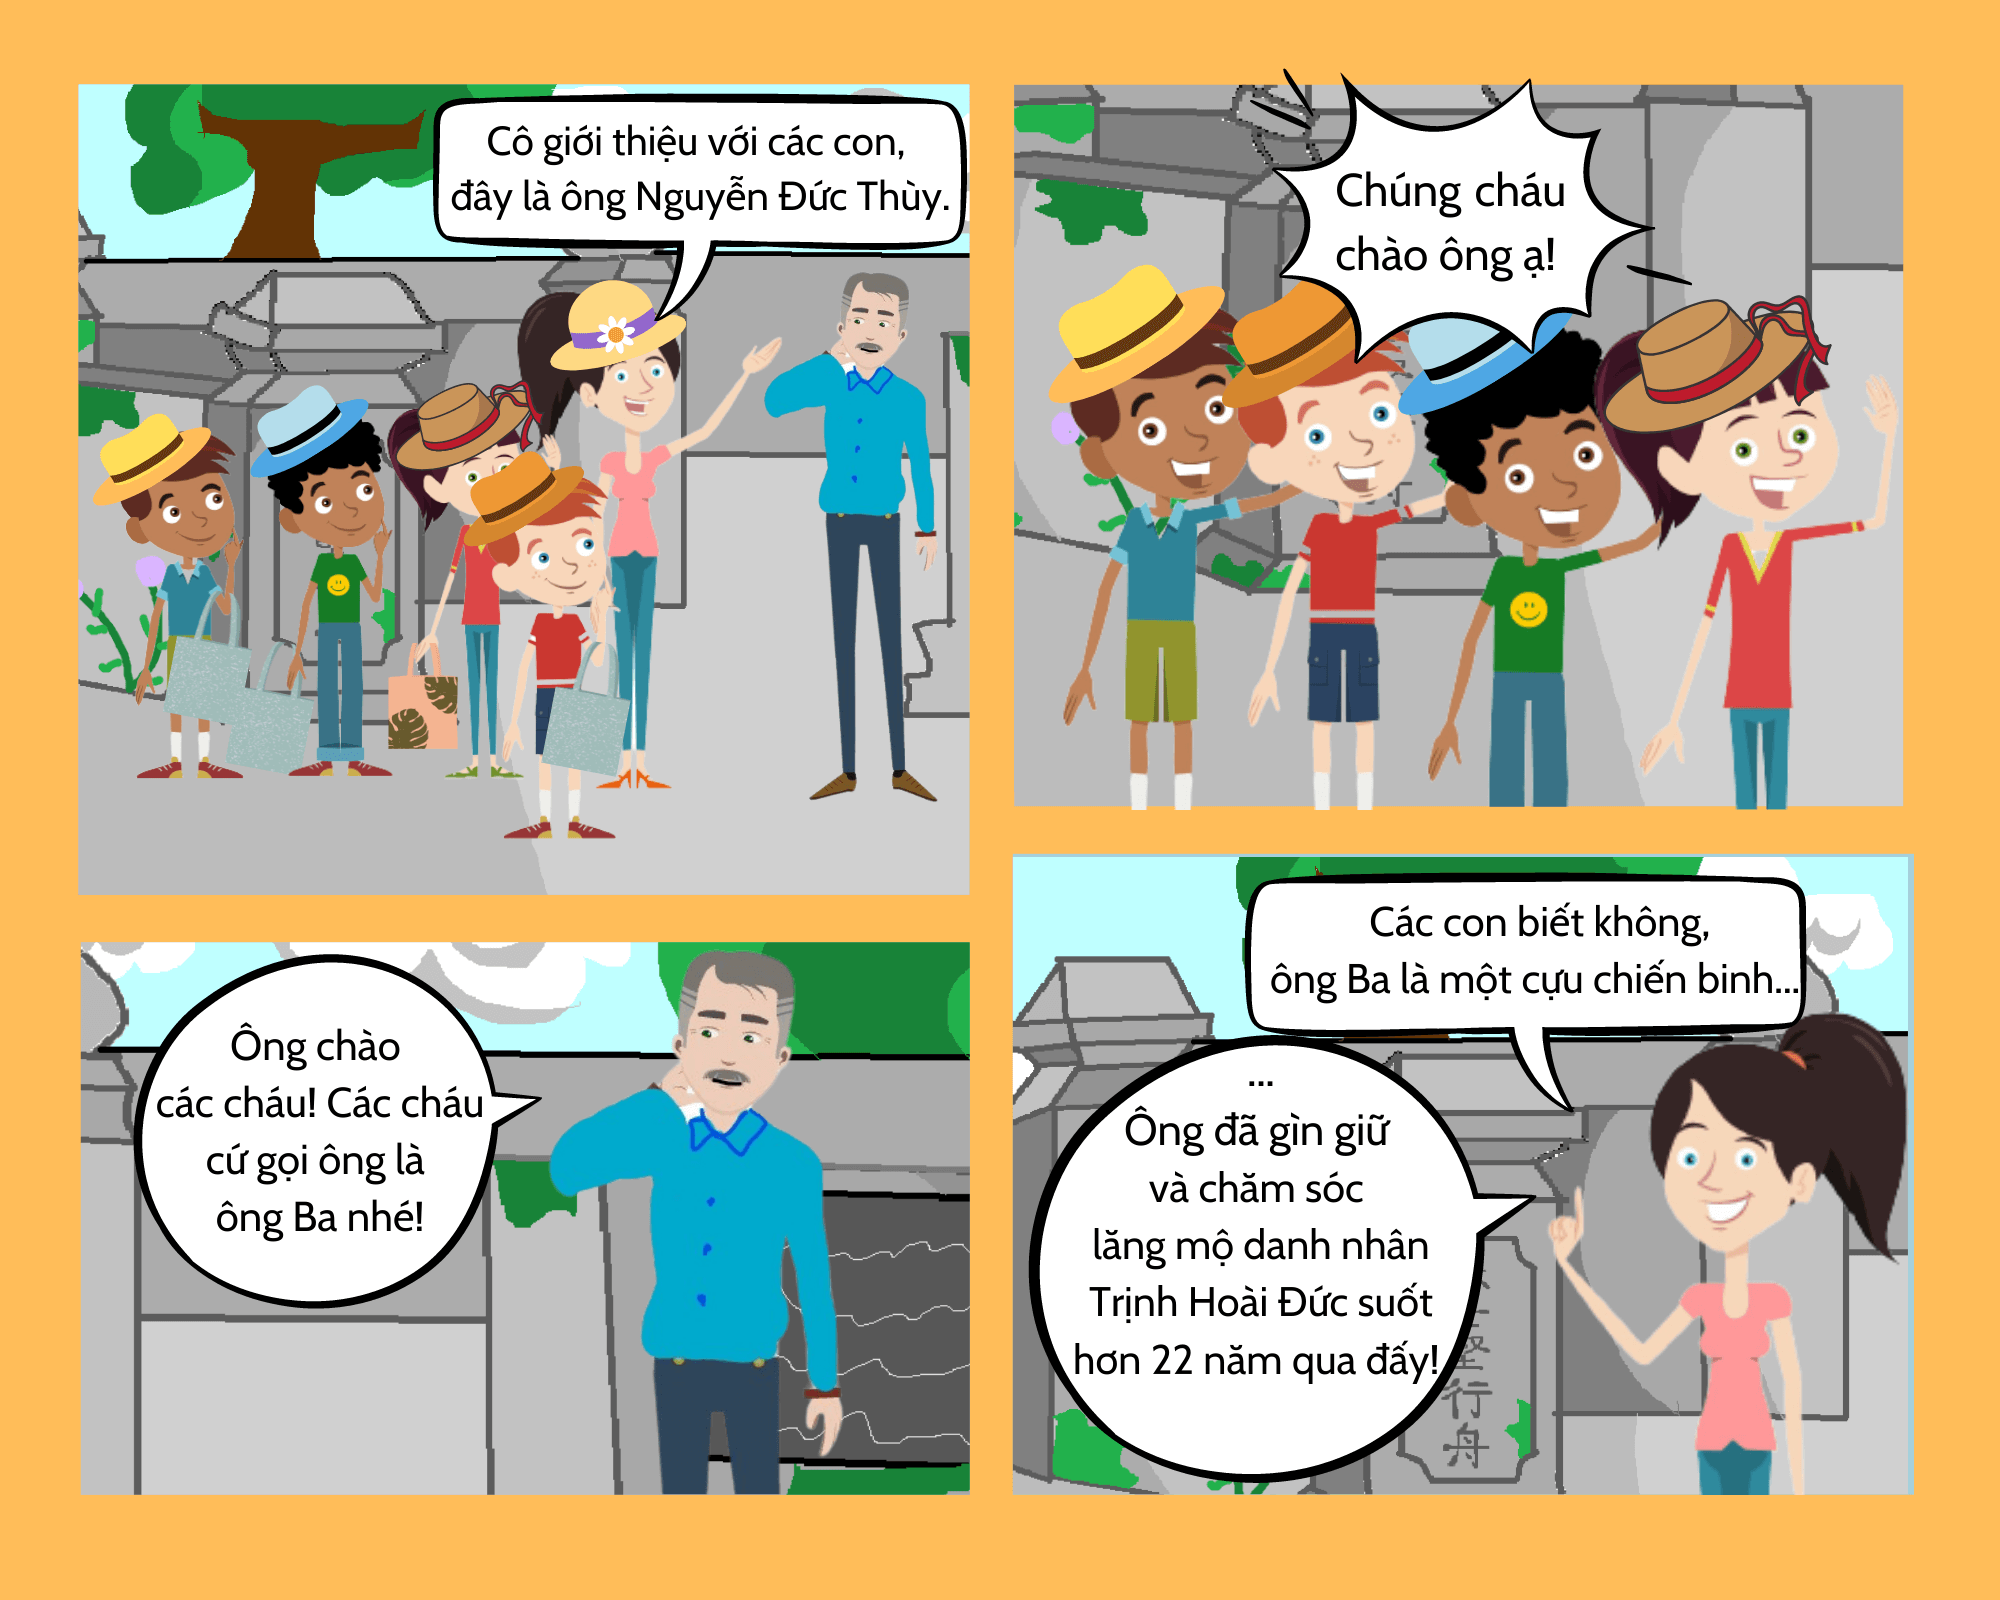 Cô giới thiệu với các con,
đây là ông Nguyễn Đức Thùy.
Chúng cháu
chào ông ạ!
Ông chào
các cháu! Các cháu
cứ gọi ông là
ông Ba nhé!
Các con biết không,
ông Ba là một cựu chiến binh...
...
Ông đã gìn giữ
và chăm sóc
lăng mộ danh nhân
Trịnh Hoài Đức suốt
hơn 22 năm qua đấy!
行
舟